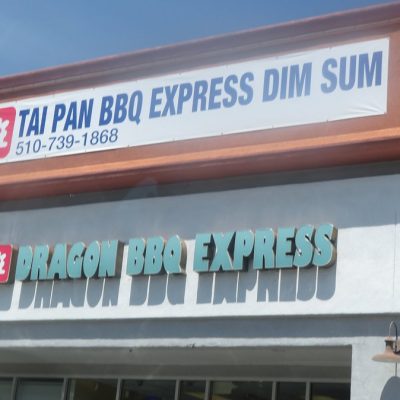 TAI PAN BBQ EXPRESS DIM SUM
510-739-1868
DRAGON BBQ EXPRESS